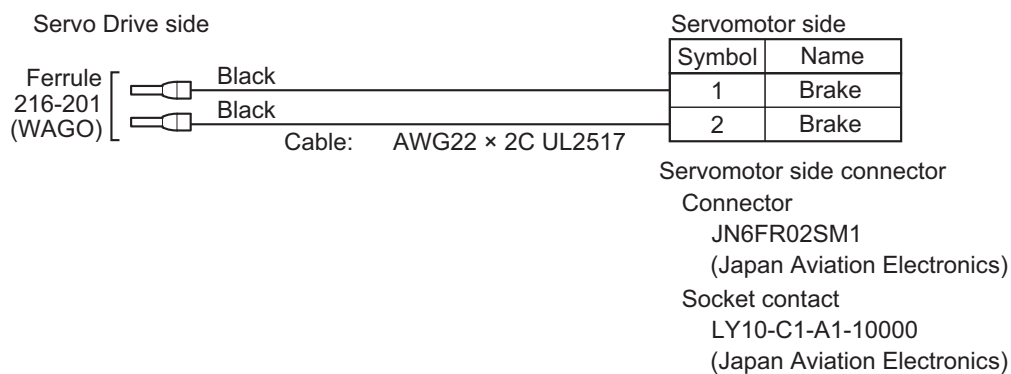 Servo Drive side
Servomotor side
Symbol Name
Ferrule
216-201
(WAGO)
Black
1 Brake
Black
2 Brake
Cable: AWG22 × 2C UL2517
Servomotor side connector
Connector
JN6FR02SM1
(Japan Aviation Electronics)
Socket contact
LY10-C1-A1-10000
(Japan Aviation Electronics)